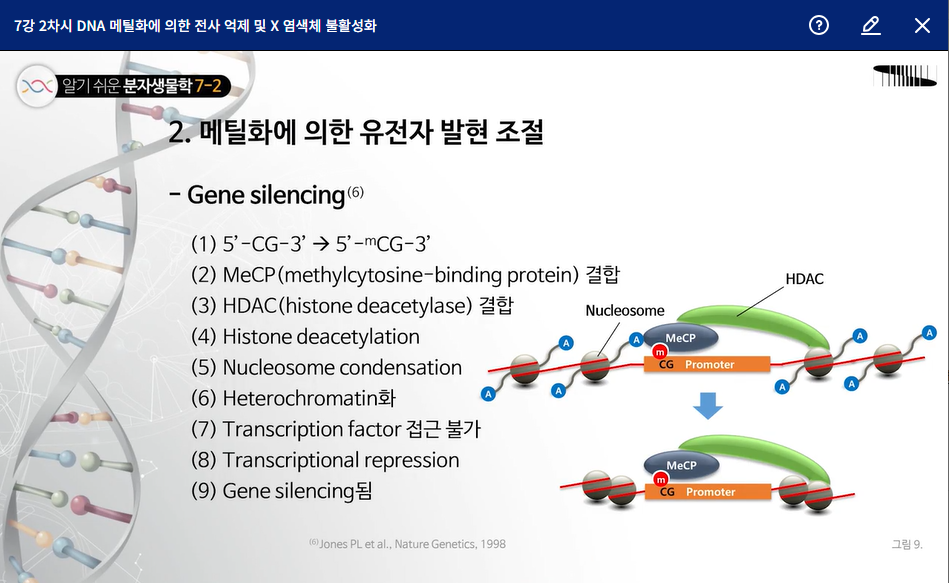 7강 2차시 DNA 메틸화에 의한 전사 억제 및 X 염색체 불활성화
알기 쉬운 분자생물학 7-2
2. 메틸화에 의한 유전자 발현 조절
- Gene silencing(6)
(1) 5'-CG-3' → 5'-mCG-3'
(2) MeCP(methylcytosine-binding protein) 결합
(3) HDAC(histone deacetylase) 결합
(4) Histone deacetylation
(5) Nucleosome condensation
(6) Heterochromatin화
(7) Transcription factor 접근 불가
(8) Transcriptional repression
(9) Gene silencing됨
HDAC
Nucleosome
A
A
A
A
A
A
A
A
MeCP
m
CG Promoter
MeCP
m
CG Promoter
(6)Jones PL et al., Nature Genetics, 1998
그림 9.